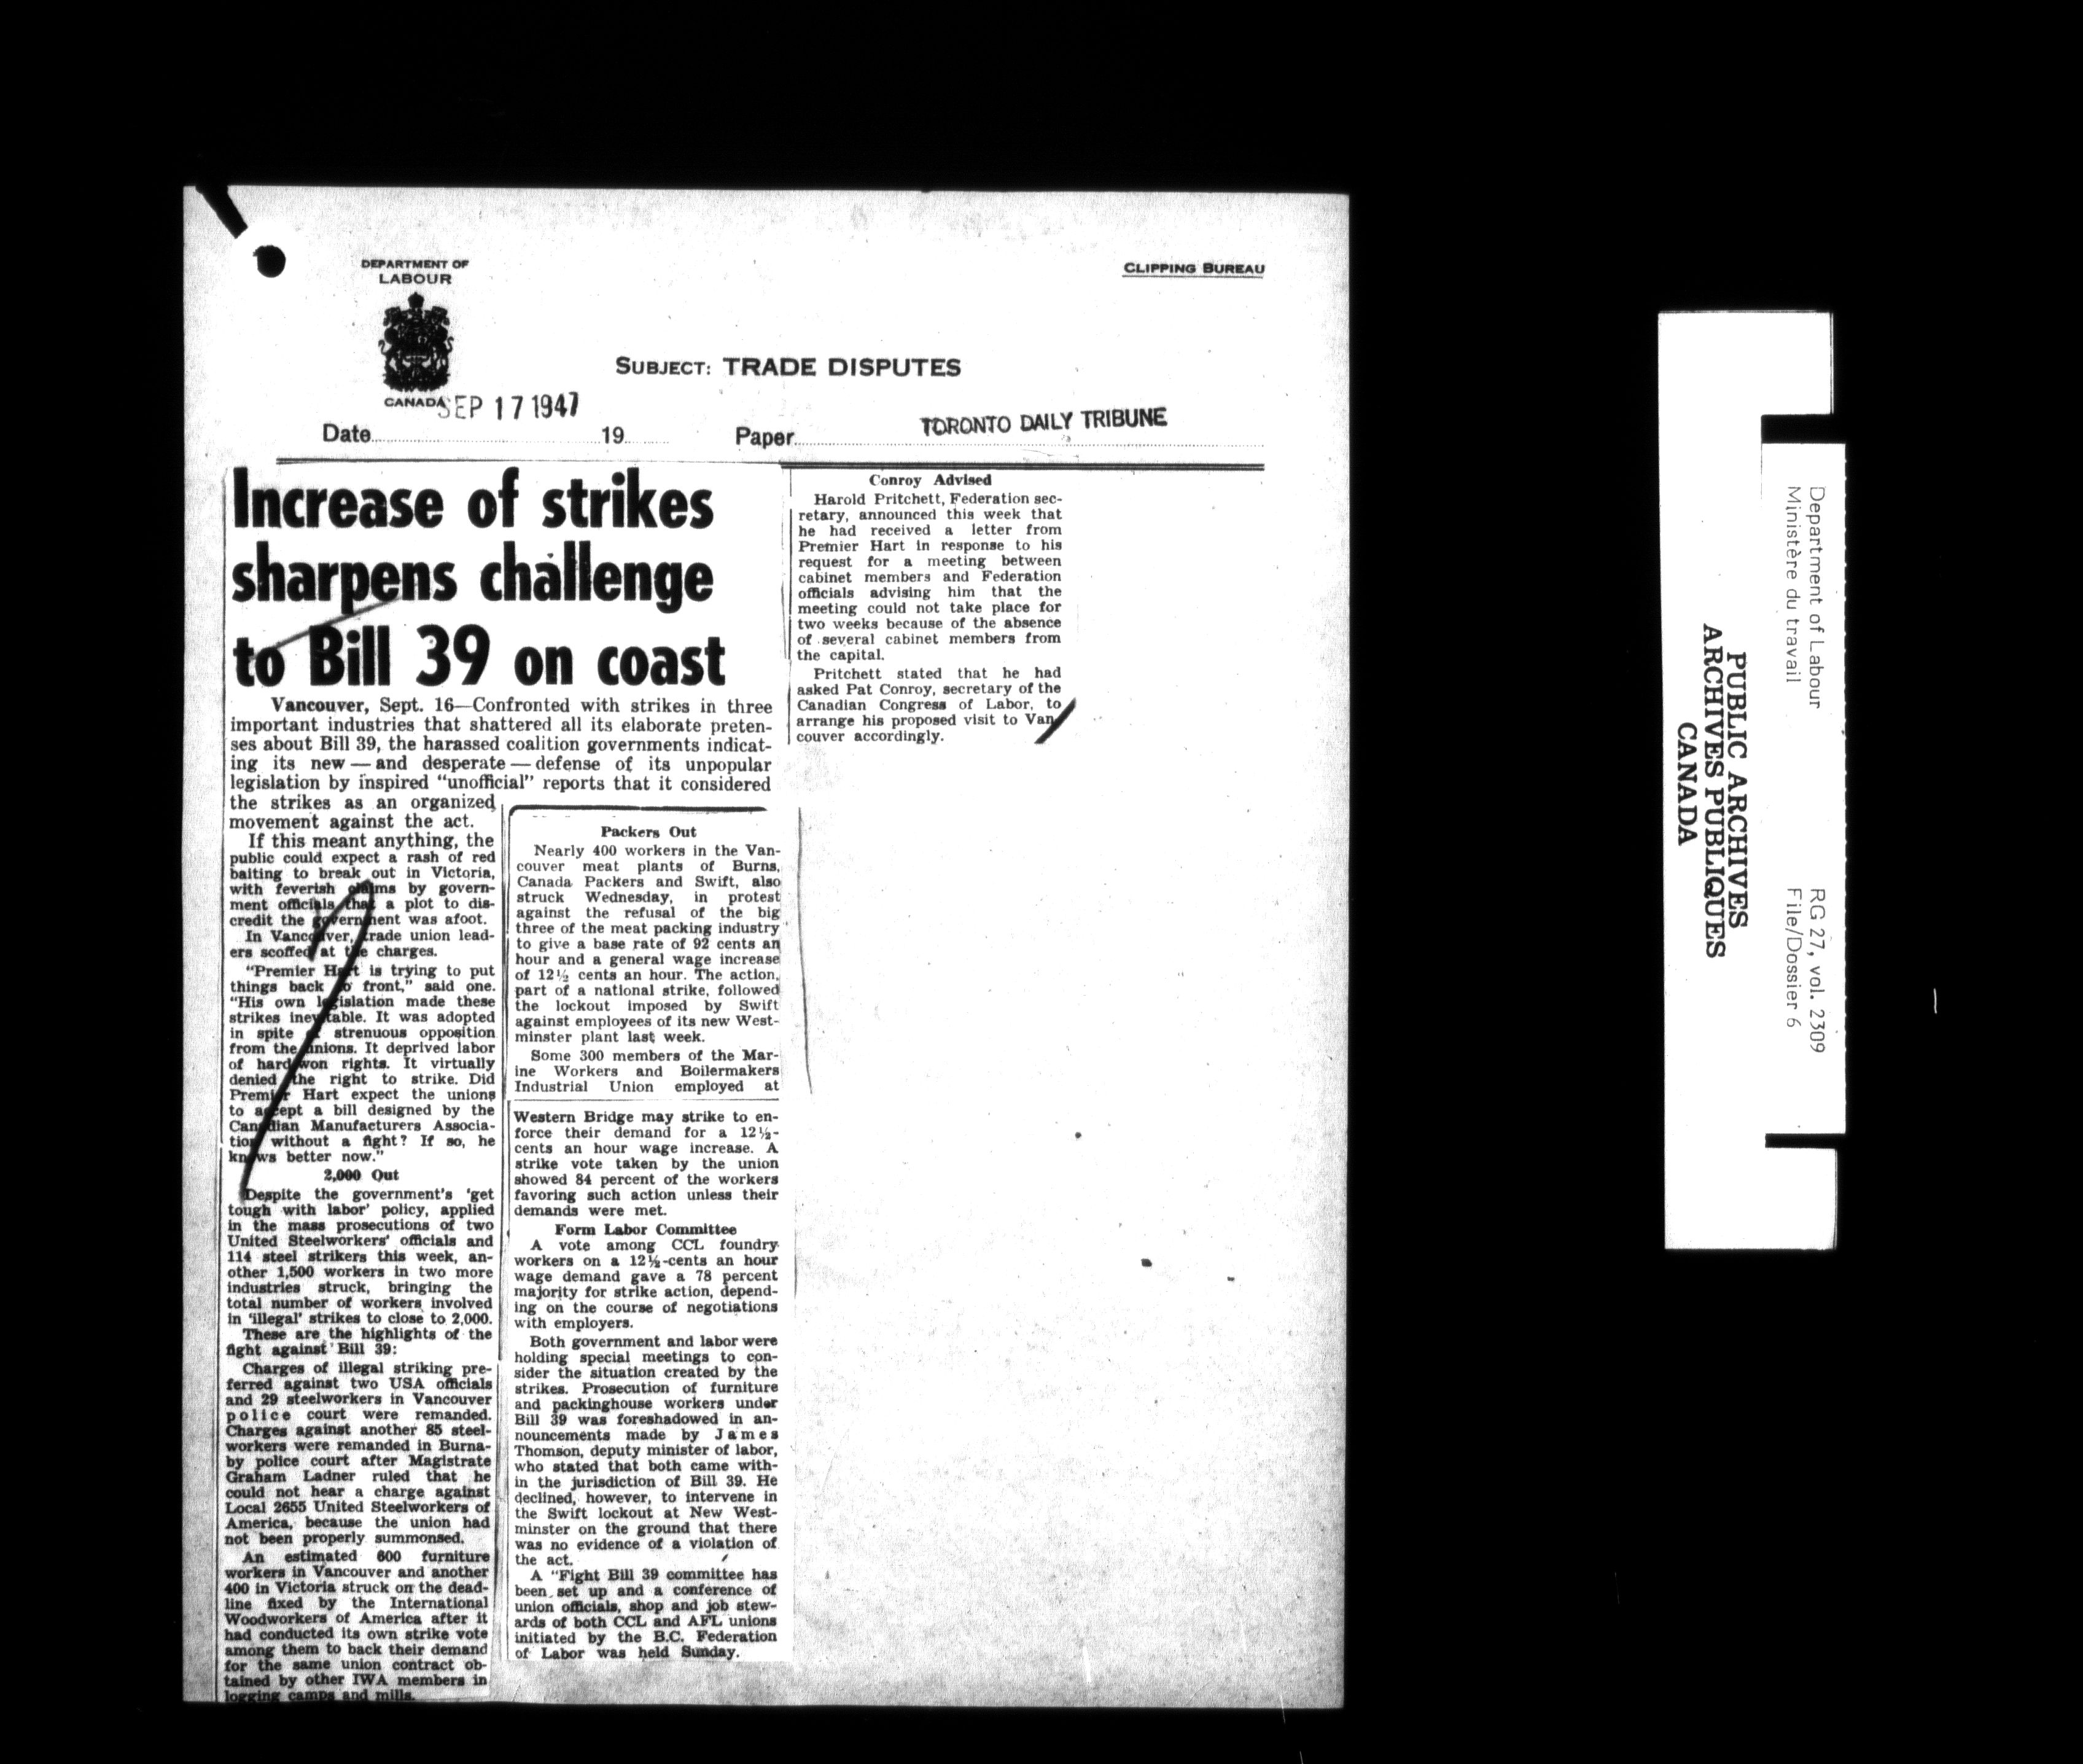 DEPARTMENT OF
LABOUR
CANADA
CLIPPING BUREAU
SUBJECT: TRADE DISPUTES
SEP 17 1947
TORONTO DAILY TRIBUNE
Date 19 Paper
Increase of strikes
sharpens challenge
to Bill 39 on coast
Vancouver, Sept. 16—Confronted with strikes in three
important industries that shattered all its elaborate preten-
ses about Bill 39, the harassed coalition governments indicat-
ing its new — and desperate — defense of its unpopular
legislation by inspired "unofficial" reports that it considered
the strikes as an organized
movement against the act.
If this meant anything, the
public could expect a rash of red
baiting to break out in Victoria,
with feverish claims by govern-
ment officials that a plot to dis-
credit the government was afoot.
In Vancouver, trade union lead-
ers scoffed at the charges.
"Premier Hart is trying to put
things back to front," said one.
"His own legislation made these
strikes inevitable. It was adopted
in spite of strenuous opposition
from the unions. It deprived labor
of hard won rights. It virtually
denied the right to strike. Did
Premier Hart expect the unions
to accept a bill designed by the
Canadian Manufacturers Associa-
tion without a fight? If so, he
knows better now."
2,000 Out
Despite the government's 'get
tough with labor' policy, applied
in the mass prosecutions of two
United Steelworkers' officials and
114 steel strikers this week, an-
other 1,500 workers in two more
industries struck, bringing the
total number of workers involved
in 'illegal' strikes to close to 2,000.
These are the highlights of the
fight against Bill 39:
Charges of illegal striking pre-
ferred against two USA officials
and 29 steelworkers in Vancouver
police court were remanded.
Charges against another 85 steel-
workers were remanded in Burna-
by police court after Magistrate
Graham Ladner ruled that he
could not hear a charge against
Local 2655 United Steelworkers of
America, because the union had
not been properly summonsed.
An estimated 600 furniture
workers in Vancouver and another
400 in Victoria struck on the dead-
line fixed by the International
Woodworkers of America after it
had conducted its own strike vote
among them to back their demand
for the same union contract ob-
tained by other IWA members in
logging camps and mills.
Packers Out
Nearly 400 workers in the Van-
couver meat plants of Burns,
Canada Packers and Swift, also
struck Wednesday, in protest
against the refusal of the big
three of the meat packing industry
to give a base rate of 92 cents an
hour and a general wage increase
of 12½ cents an hour. The action,
part of a national strike, followed
the lockout imposed by Swift
against employees of its new West-
minster plant last week.
Some 300 members of the Mar-
ine Workers and Boilermakers
Industrial Union employed at
Western Bridge may strike to en-
force their demand for a 12½-
cents an hour wage increase. A
strike vote taken by the union
showed 84 percent of the workers
favoring such action unless their
demands were met.
Form Labor Committee
A vote among CCL foundry
workers on a 12½-cents an hour
wage demand gave a 78 percent
majority for strike action, depend-
ing on the course of negotiations
with employers.
Both government and labor were
holding special meetings to con-
sider the situation created by the
strikes. Prosecution of furniture
and packinghouse workers under
Bill 39 was foreshadowed in an-
nouncements made by James
Thomson, deputy minister of labor,
who stated that both came with-
in the jurisdiction of Bill 39. He
declined, however, to intervene in
the Swift lockout at New West-
minster on the ground that there
was no evidence of a violation of
the act.
A "Fight Bill 39 committee has
been set up and a conference of
union officials, shop and job stew-
ards of both CCL and AFL unions
initiated by the B.C. Federation
of Labor was held Sunday.
Conroy Advised
Harold Pritchett, Federation sec-
retary, announced this week that
he had received a letter from
Premier Hart in response to his
request for a meeting between
cabinet members and Federation
officials advising him that the
meeting could not take place for
two weeks because of the absence
of several cabinet members from
the capital.
Pritchett stated that he had
asked Pat Conroy, secretary of the
Canadian Congress of Labor, to
arrange his proposed visit to Van
couver accordingly.
Department of Labour
Ministère du travail
RG 27, vol. 2309
File/Dossier 6
PUBLIC ARCHIVES
ARCHIVES PUBLIQUES
CANADA